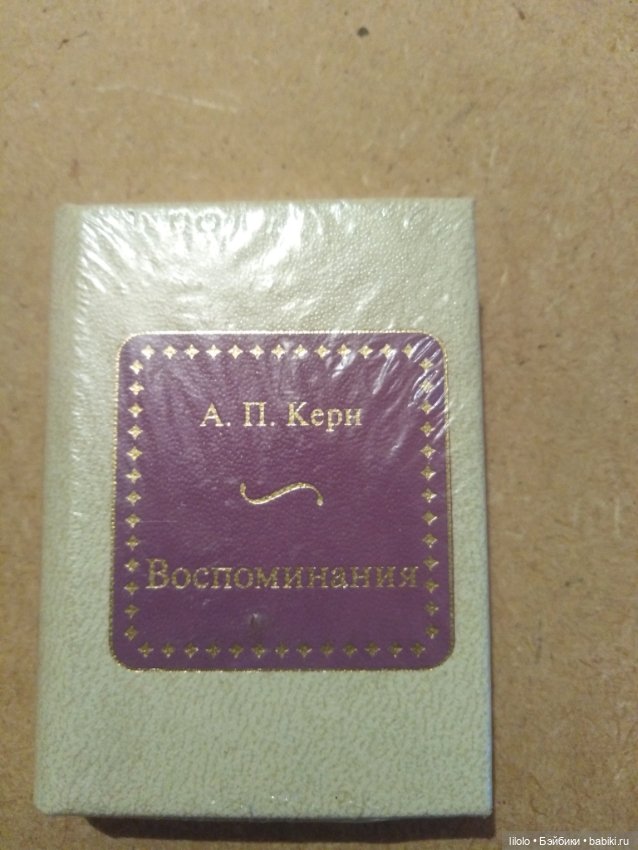 А. П. Керн
Воспоминания
lilolo • Бэйбики • babiki.ru